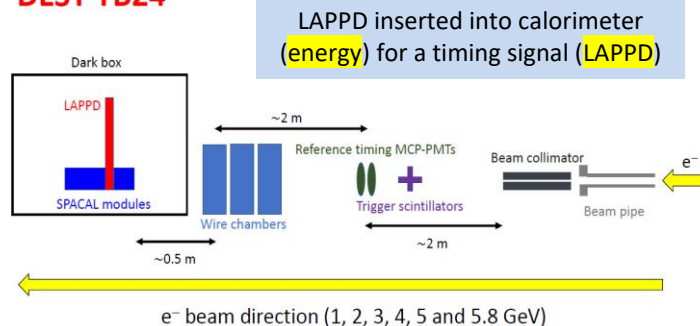 DESY TB24
LAPPD inserted into calorimeter
(energy) for a timing signal (LAPPD)
Dark box
LAPPD
SPACAL modules
~2 m
Reference timing MCP-PMTs
Wire chambers
Trigger scintillators
Beam collimator
e⁻
Beam pipe
~0.5 m
~2 m
e⁻ beam direction (1, 2, 3, 4, 5 and 5.8 GeV)